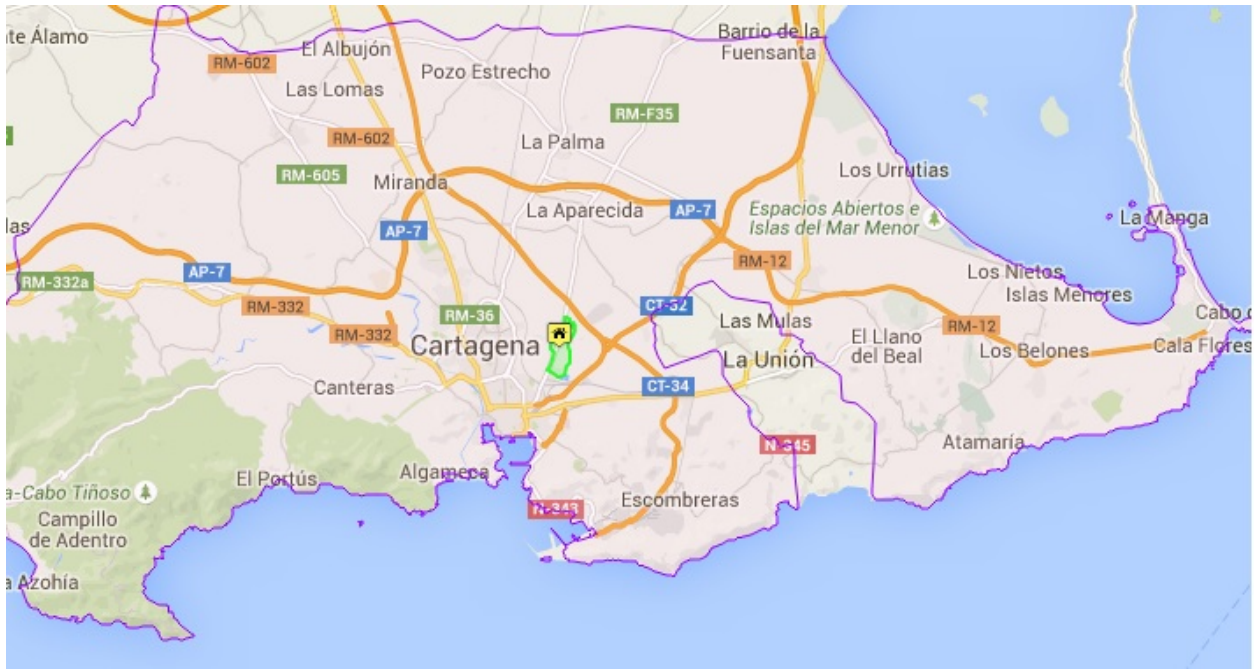 te Álamo
El Albujón
Barrio de la
Fuensanta
RM-602
Pozo Estrecho
Las Lomas
RM-F35
RM-602
La Palma
RM-605
Miranda
Los Urrutias
La Aparecida
AP-7
Espacios Abiertos e
Islas del Mar Menor
La Manga
las
AP-7
AP-7
RM-12
Los Nietos
Islas Menores
RM-332a
RM-332
RM-36
CT-32
Las Mulas
RM-12
Cabo
RM-332
Cartagena
El Llano
del Beal
Los Belones
Cala Flores
La Unión
Canteras
CT-34
Atamaría
N-345
Algameca
El Portús
Escombreras
a-Cabo Tiñoso
N-343
Campillo
de Adentro
a Azohía